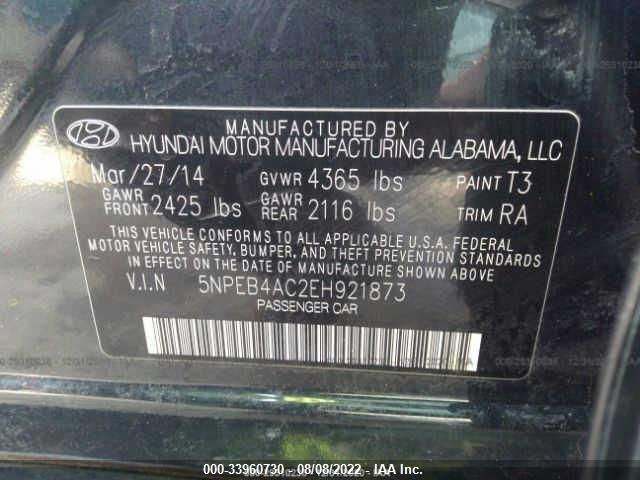 MANUFACTURED BY
HYUNDAI MOTOR MANUFACTURING ALABAMA, LLC
Mar/27/14 GVWR 4365 lbs PAINT T3
GAWR FRONT 2425 lbs GAWR REAR 2116 lbs TRIM RA
THIS VEHICLE CONFORMS TO ALL APPLICABLE U.S.A. FEDERAL
MOTOR VEHICLE SAFETY, BUMPER, AND THEFT PREVENTION
STANDARDS IN EFFECT ON THE DATE OF MANUFACTURE SHOWN ABOVE.
V.I.N 5NPEB4AC2EH921873
PASSENGER CAR
000-33960730 - 08/08/2022 - IAA Inc.